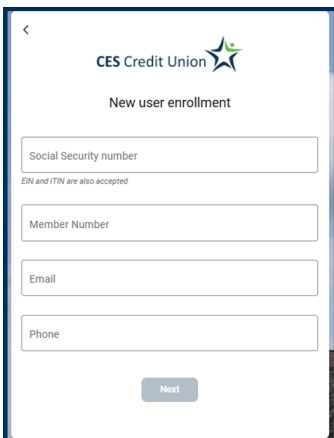 CES Credit Union
New user enrollment
Social Security number
EIN and ITIN are also accepted
Member Number
Email
Phone
Next